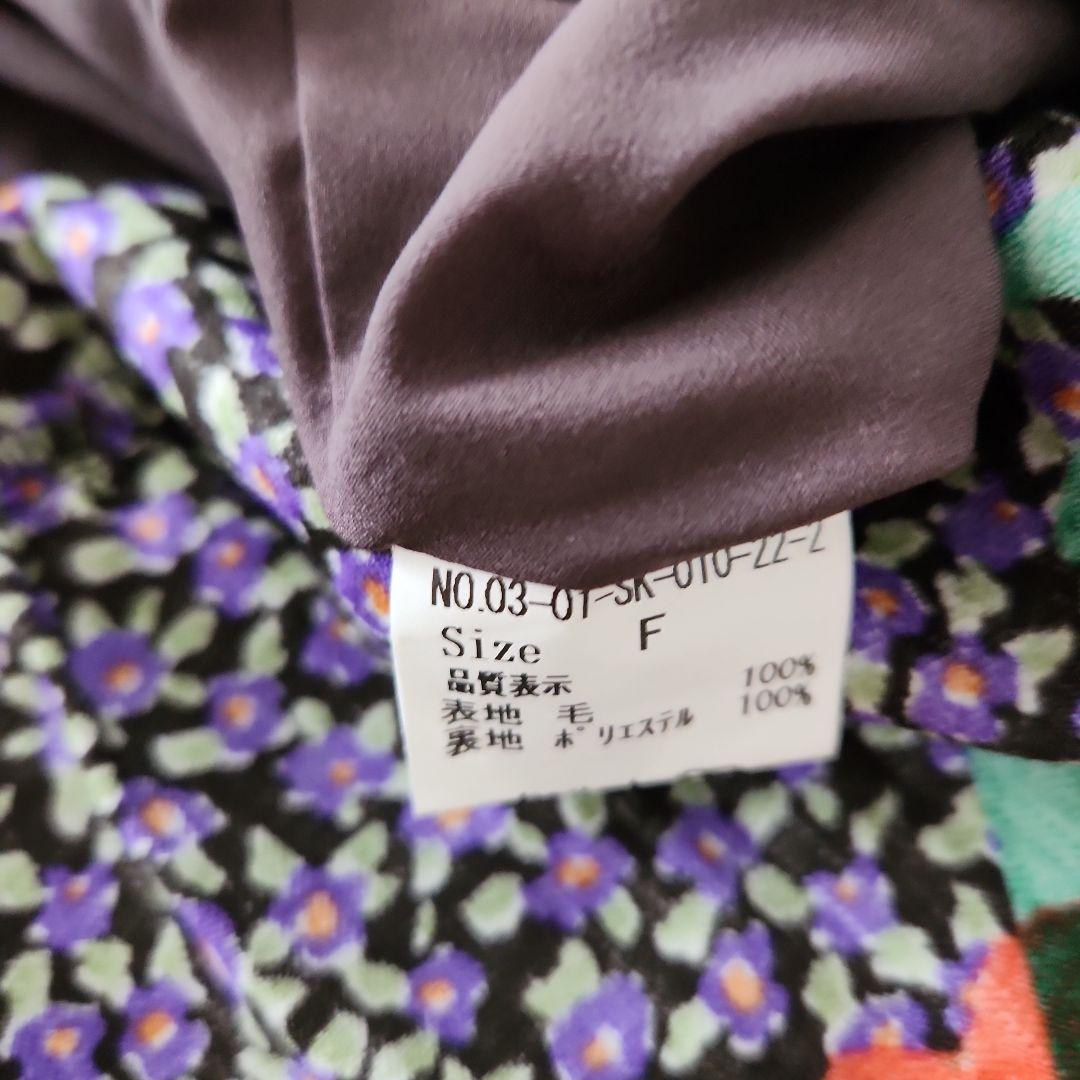 NO.03-01-SK-010-22-2
Size F
品質表示
表地 毛 100%
裏地 ポリエステル 100%